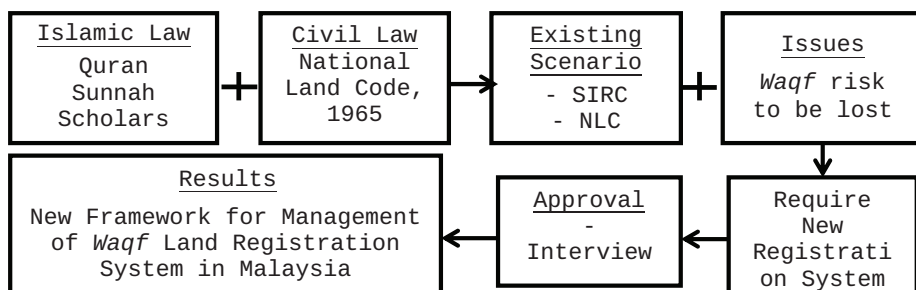 Islamic Law
Quran
Sunnah
Scholars
+
Civil Law
National
Land Code,
1965
Existing
Scenario
- SIRC
- NLC
+
Issues
Waqf risk
to be lost
Require
New
Registrati
on System
Approval
-
Interview
Results
New Framework for Management
of Waqf Land Registration
System in Malaysia